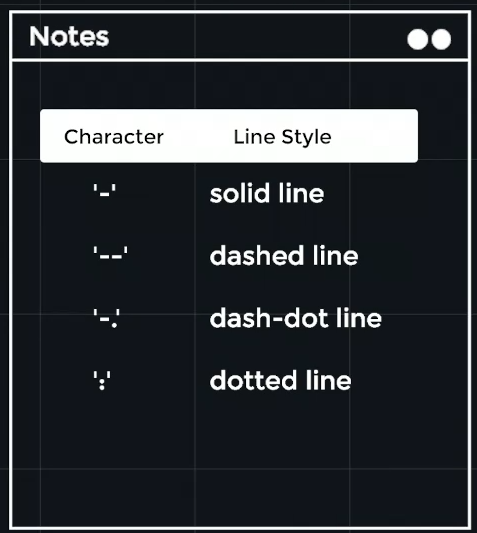 Notes
Character Line Style
'-' solid line
'--' dashed line
'-.' dash-dot line
':' dotted line